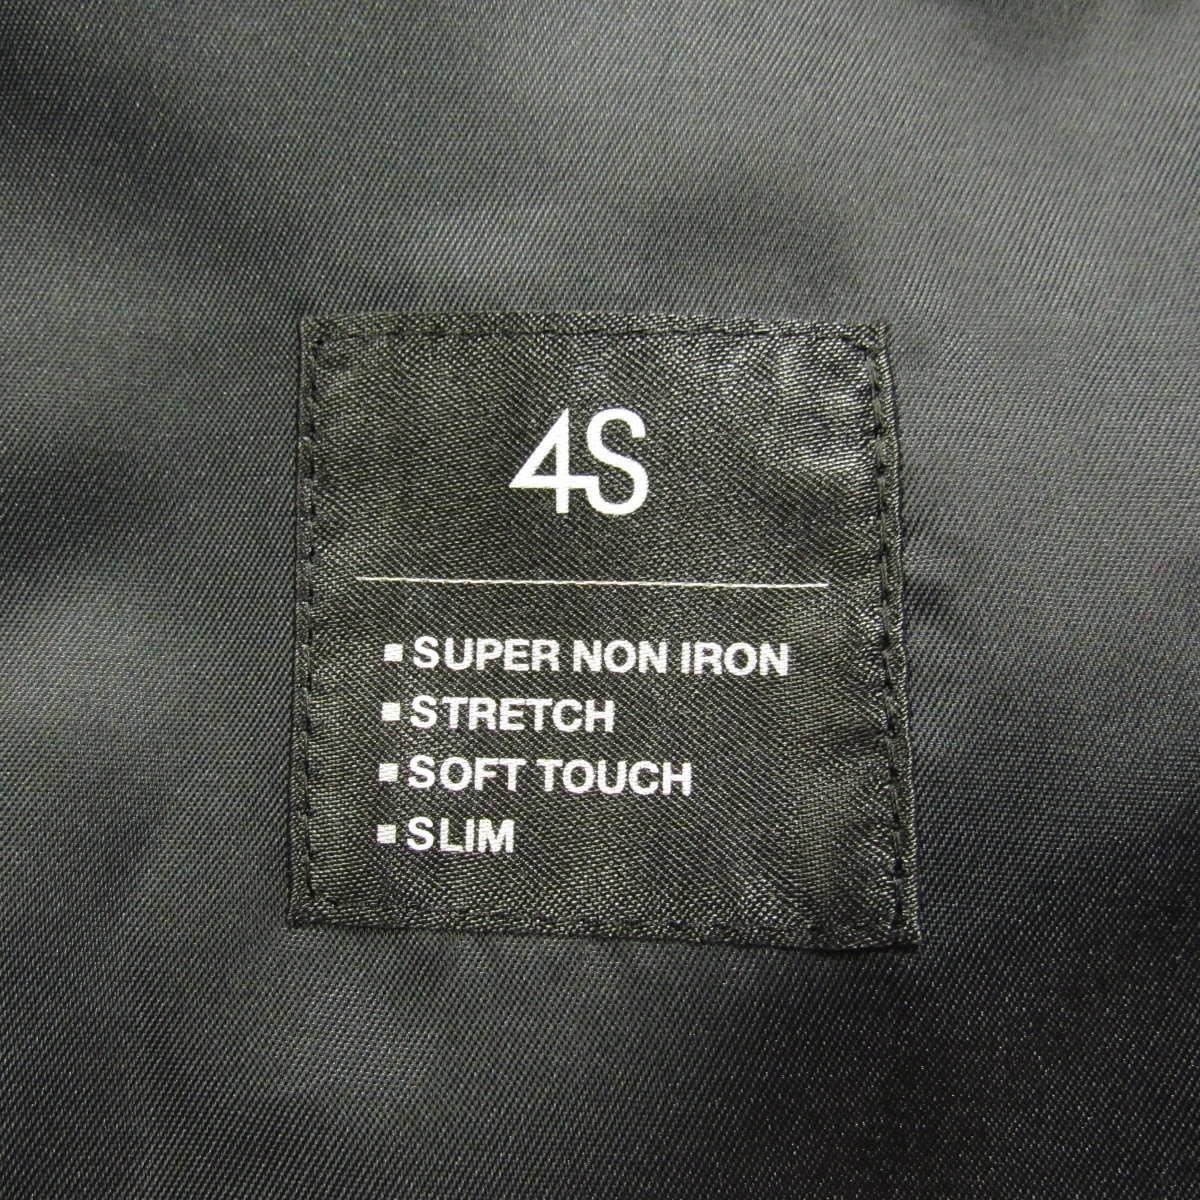 4S
▪SUPER NON IRON
▪STRETCH
▪SOFT TOUCH
▪SLIM